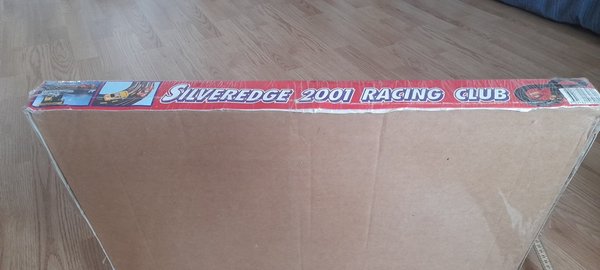 SILVEREDGE 2001 RACING CLUB